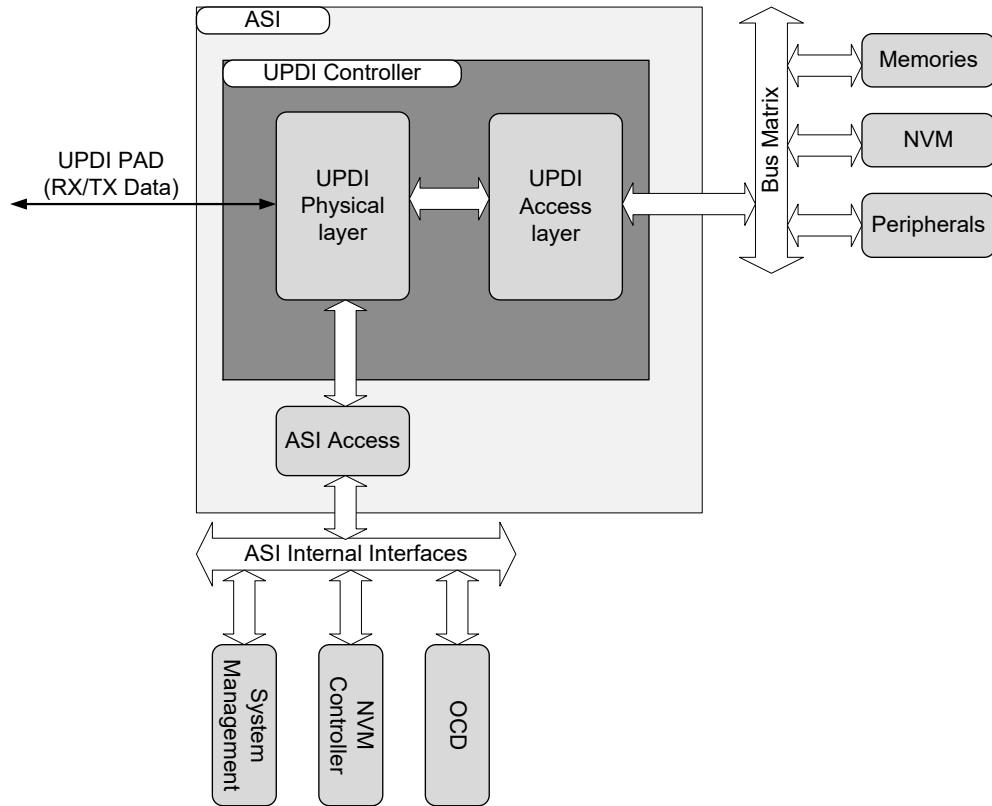 ASI
UPDI Controller
UPDI PAD
(RX/TX Data)
UPDI
Physical
layer
UPDI
Access
layer
Bus Matrix
Memories
NVM
Peripherals
ASI Access
ASI Internal Interfaces
System
Management
NVM
Controller
OCD